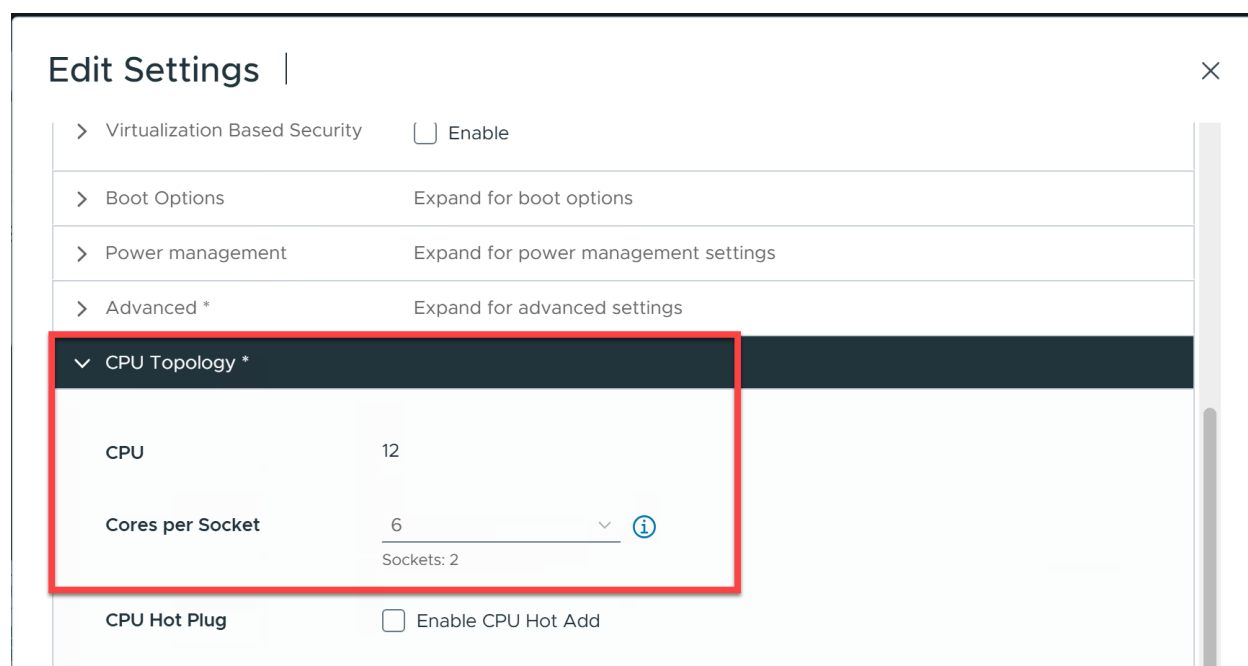 Edit Settings
Virtualization Based Security Enable
Boot Options Expand for boot options
Power management Expand for power management settings
Advanced * Expand for advanced settings
CPU Topology *
CPU 12
Cores per Socket 6
Sockets: 2
CPU Hot Plug Enable CPU Hot Add